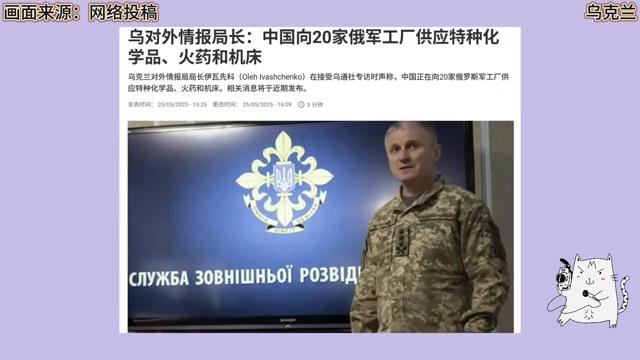 画面来源：网络投稿
乌克兰
乌对外情报局长：中国向20家俄军工厂供应特种化
学品、火药和机床
乌克兰对外情报局局长伊瓦先科（Oleh Ivashchenko）在接受乌通社专访时声称，中国正在向20家俄罗斯军工厂供
应特种化学品、火药和机床。相关消息将于近期发布。
发表时间： 25/05/2025 - 15:25 更改时间： 25/05/2025 - 16:09 3 分钟
СЛУЖБА ЗОВНІШНЬОЇ РОЗВІД
SHARP